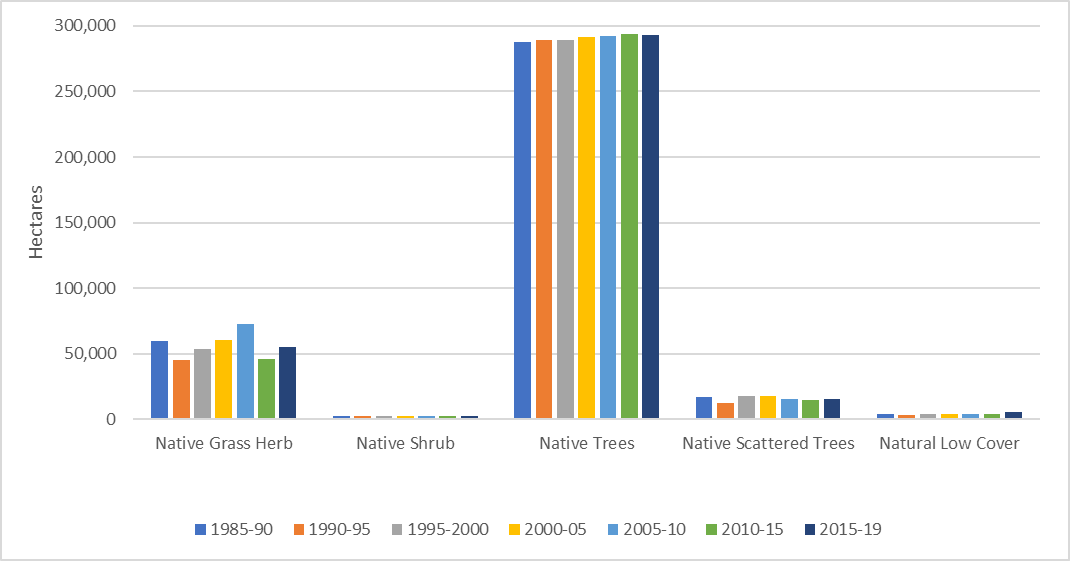 300,000
250,000
200,000
150,000
100,000
50,000
0
Hectares
Native Grass Herb Native Shrub Native Trees Native Scattered Trees Natural Low Cover
1985-90 1990-95 1995-2000 2000-05 2005-10 2010-15 2015-19